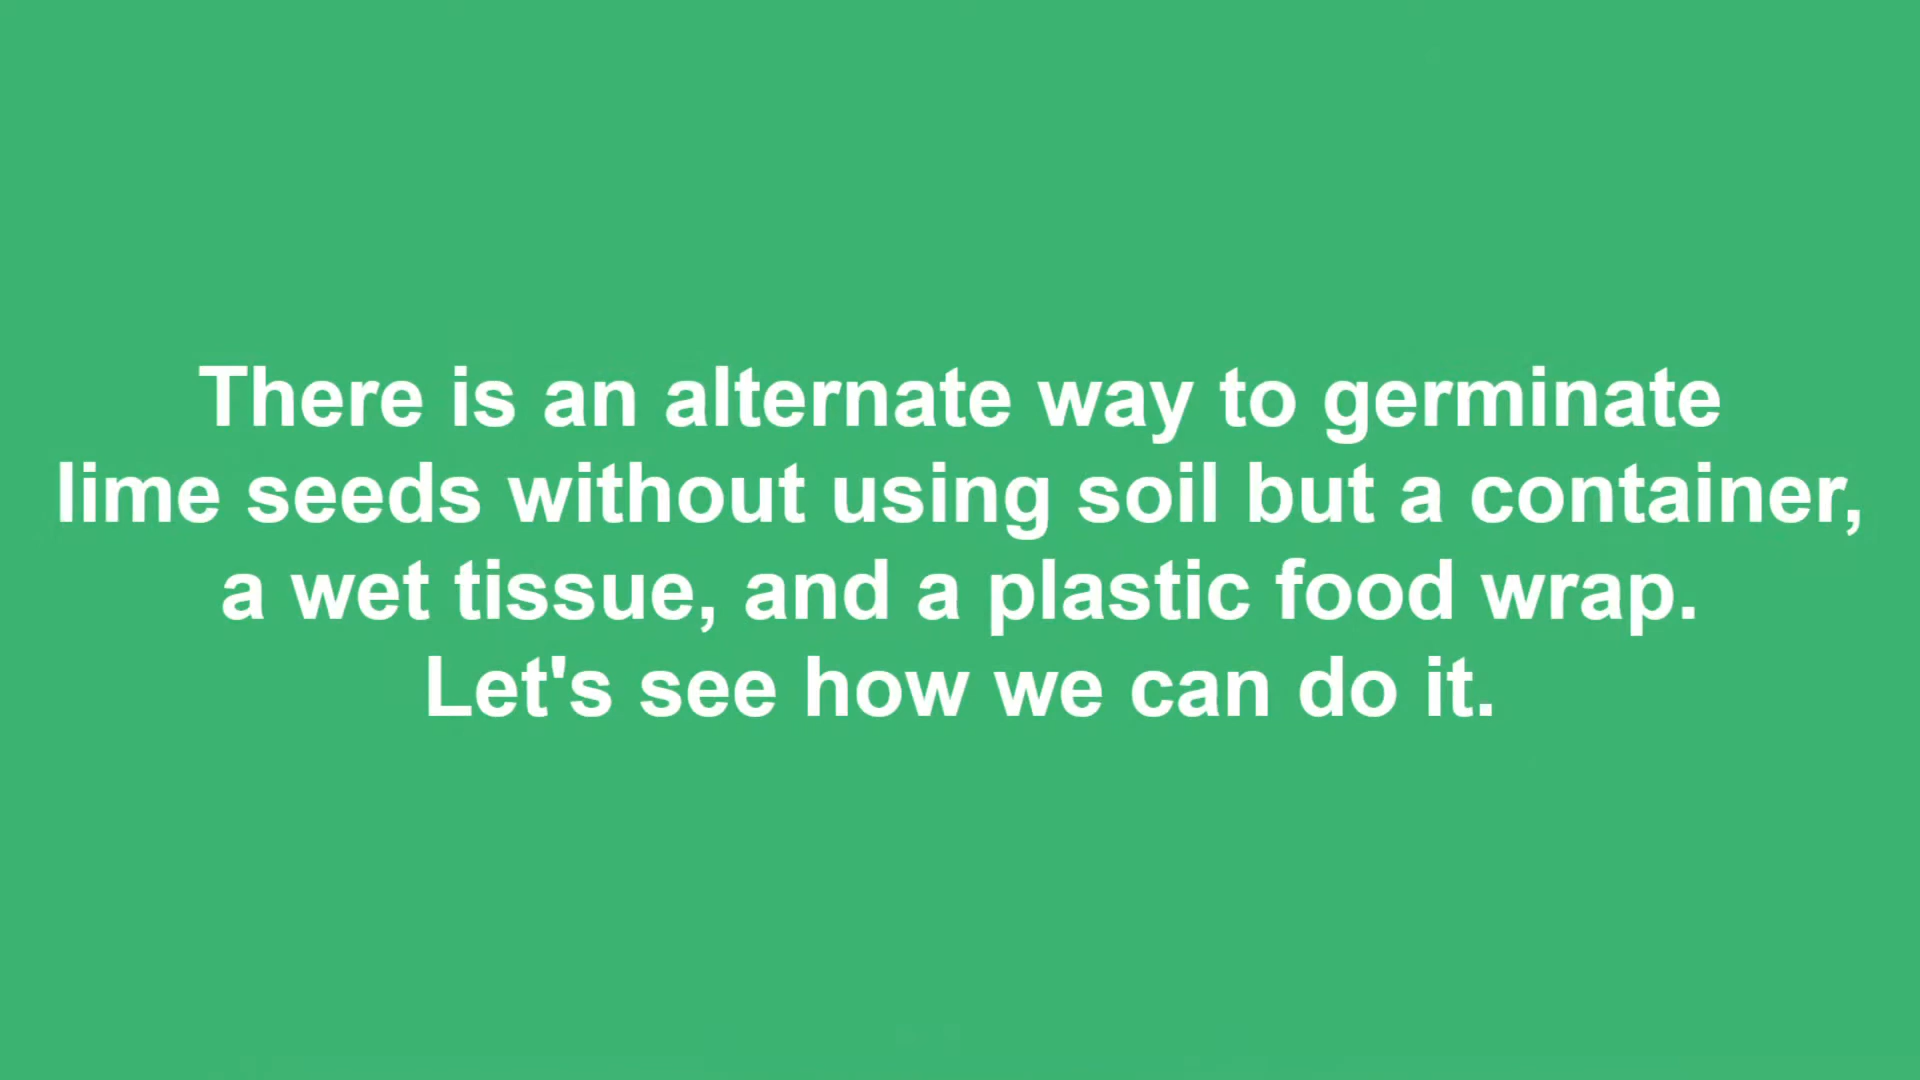 There is an alternate way to germinate
lime seeds without using soil but a container,
a wet tissue, and a plastic food wrap.
Let's see how we can do it.